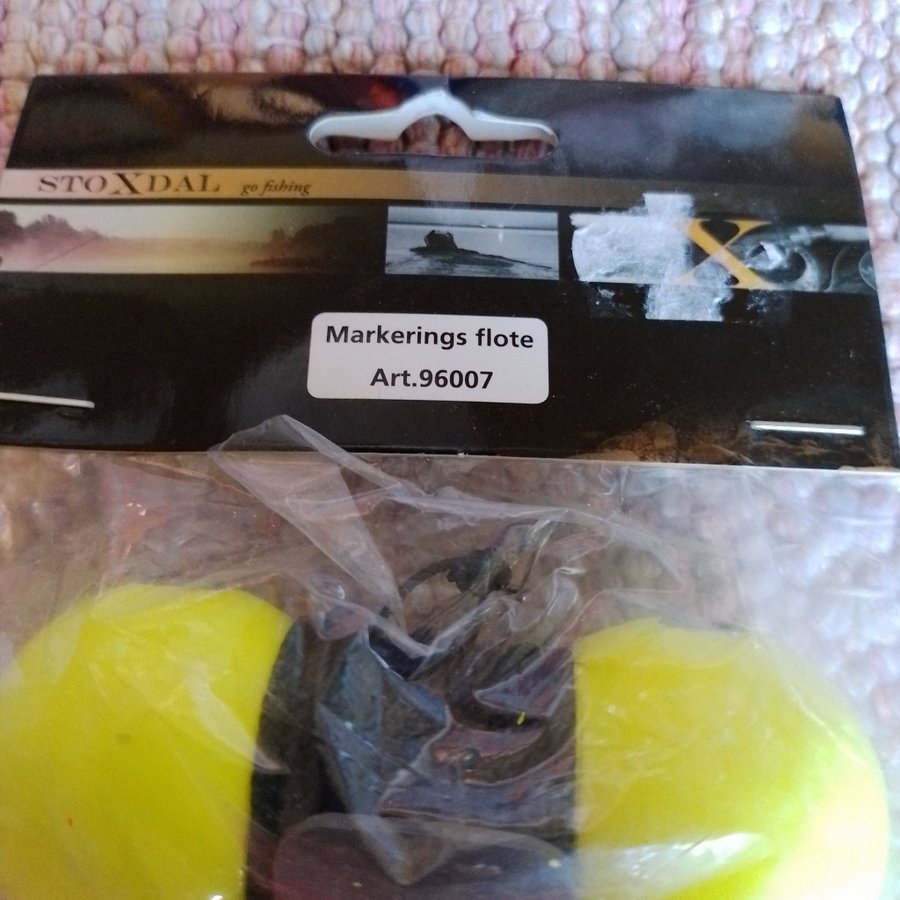 STOXDAL go fishing
X
Markerings flote
Art.96007